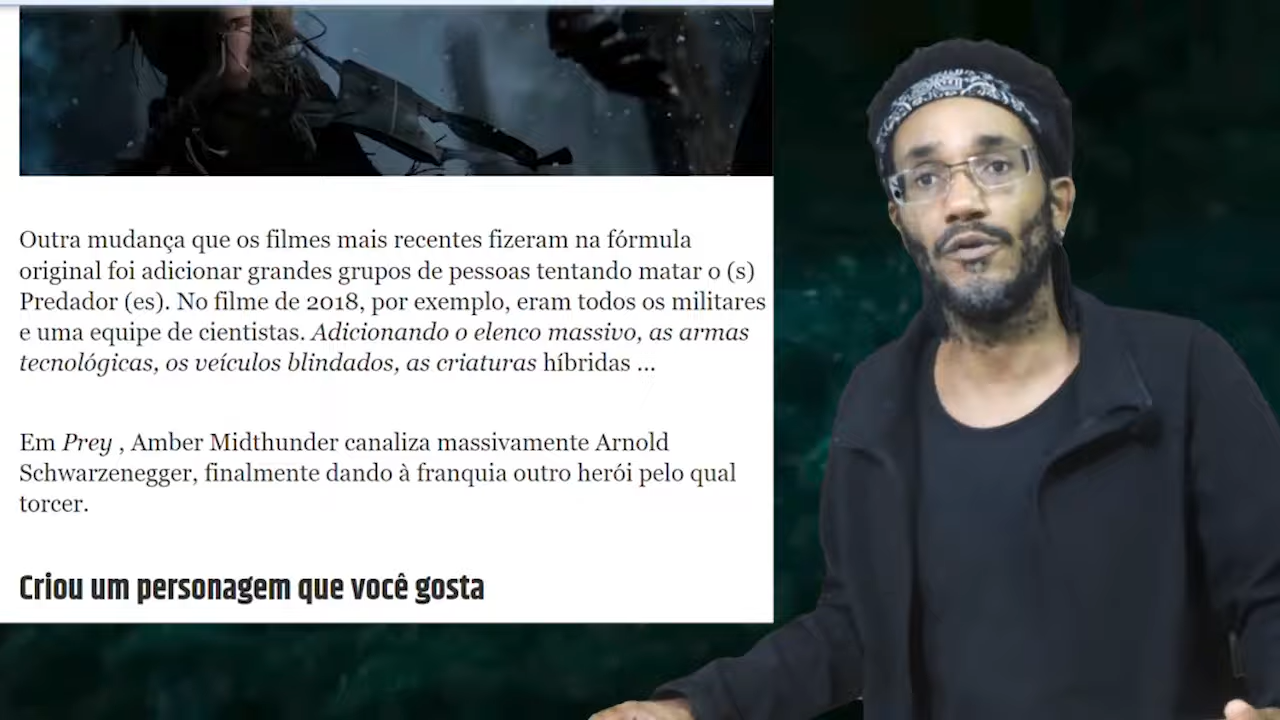 Outra mudança que os filmes mais recentes fizeram na fórmula
original foi adicionar grandes grupos de pessoas tentando matar o (s)
Predador (es). No filme de 2018, por exemplo, eram todos os militares
e uma equipe de cientistas. Adicionando o elenco massivo, as armas
tecnológicas, os veículos blindados, as criaturas híbridas ...
Em Prey , Amber Midthunder canaliza massivamente Arnold
Schwarzenegger, finalmente dando à franquia outro herói pelo qual
torcer.
Criou um personagem que você gosta